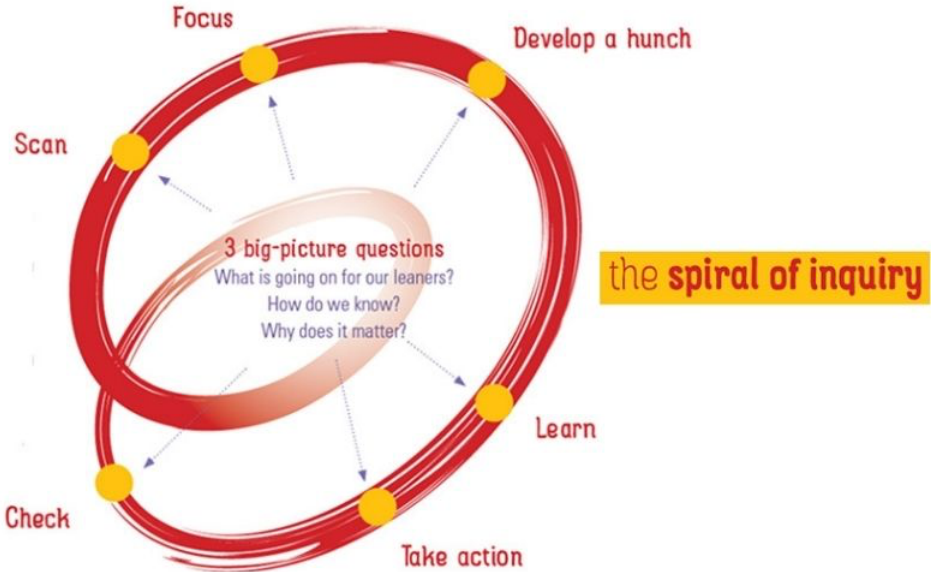 Focus
Develop a hunch
Scan
3 big-picture questions
What is going on for our leaners?
How do we know?
Why does it matter?
the spiral of inquiry
Learn
Check
Take action